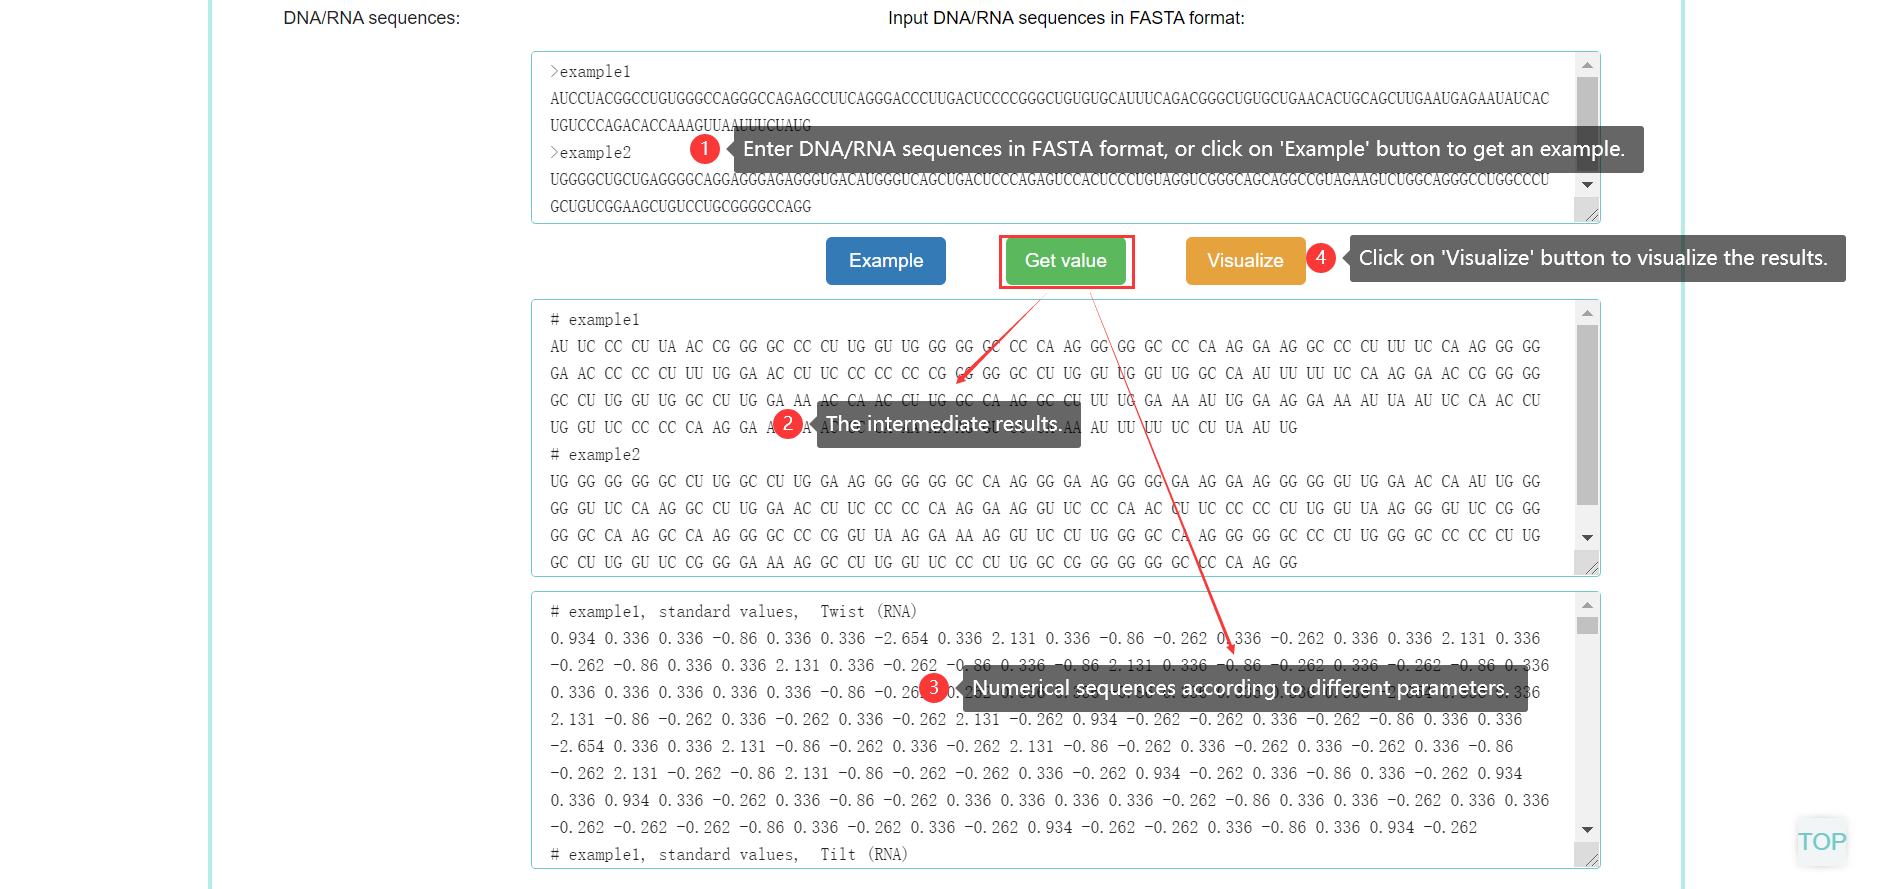 DNA/RNA sequences:
Input DNA/RNA sequences in FASTA format:
>example1
AUCCUACGGCCUGUGGGCCAGGGCCAGAGCCUUCAGGGACCCUUGACUCCCCGGGCUGUGUGCAUUUCAGACGGGCUGUGCUGAACACUGCAGCUUGAAUGAGAAUAUCAC
UGUCCCAGACACCAAAGUUAAUUUCUAUG
>example2
1
Enter DNA/RNA sequences in FASTA format, or click on 'Example' button to get an example.
UGGGGCUGCUGAGGGGCAGGAGGGAGAGGGUGACAUGGGUCAGCUGACUCCCAGAGUCCACUCCCUGUAGGUCGGGCAGCAGGCCGUAGAAGUCUGGCAGGGCCUGGCCCU
GCUGUCGGAAGCUGUCCUGCGGGGCCAGG
Example
Get value
Visualize
4
Click on 'Visualize' button to visualize the results.
# example1
AU UC CC CU UA AC CG GG GC CC CU UG GU UG GG GG GC CC CA AG GG GG GC CC CA AG GA AG GC CC CU UU UC CA AG GG GG
GA AC CC CC CU UU UG GA AC CU UC CC CC CC CG GG GG GC CU UG GU UG GU UG GC CA AU UU UU UC CA AG GA AC CG GG GG
GC CU UG GU UG GC CU UG GA AA AC CA AC CU UG GC CA AG GC CU UU UG GA AA AU UG GA AG GA AA AU UA AU UC CA AC CU
UG GU UC CC CC CA AG GA AU UU UU UC CU UA AU UG
2
The intermediate results.
# example2
UG GG GG GG GC CU UG GC CU UG GA AG GG GG GG GC CA AG GG GA AG GG GG GA AG GA AG GG GG GU UG GA AC CA AU UG GG
GG GU UC CA AG GC CU UG GA AC CU UC CC CC CA AG GA AG GU UC CC CA AC CU UC CC CC CU UG GU UA AG GG GU UC CG GG
GG GC CA AG GC CA AG GG GC CC CG GU UA AG GA AA AG GU UC CU UG GG GC CA AG GG GG GC CC CU UG GG GC CC CC CU UG
GC CU UG GU UC CG GG GA AA AG GC CU UG GU UC CC CU UG GC CG GG GG GG GC CC CA AG GG
# example1, standard values, Twist (RNA)
0.934 0.336 0.336 -0.86 0.336 0.336 -2.654 0.336 2.131 0.336 -0.86 -0.262 0.336 -0.262 0.336 0.336 2.131 0.336
-0.262 -0.86 0.336 0.336 2.131 0.336 -0.262 -0.86 0.336 -0.86 2.131 0.336 -0.86 -0.262 0.336 -0.262 -0.86 0.336
0.336 0.336 0.336 0.336 0.336 -0.86
3
Numerical sequences according to different parameters.
2.131 -0.86 -0.262 0.336 -0.262 0.336 -0.262 2.131 -0.262 0.934 -0.262 -0.262 0.336 -0.262 -0.86 0.336 0.336
-2.654 0.336 0.336 2.131 -0.86 -0.262 0.336 -0.262 2.131 -0.86 -0.262 0.336 -0.262 0.336 -0.262 0.336 -0.86
-0.262 2.131 -0.262 -0.86 2.131 -0.86 -0.262 -0.262 0.336 -0.262 0.934 -0.262 0.336 -0.86 0.336 -0.262 0.934
0.336 0.934 0.336 -0.262 0.336 -0.86 -0.262 0.336 0.336 0.336 0.336 -0.262 -0.86 0.336 0.336 -0.262 0.336 0.336
-0.262 -0.262 -0.262 -0.86 0.336 -0.262 0.336 -0.262 0.934 -0.262 -0.262 0.336 -0.86 0.336 0.934 -0.262
# example1, standard values, Tilt (RNA)
TOP